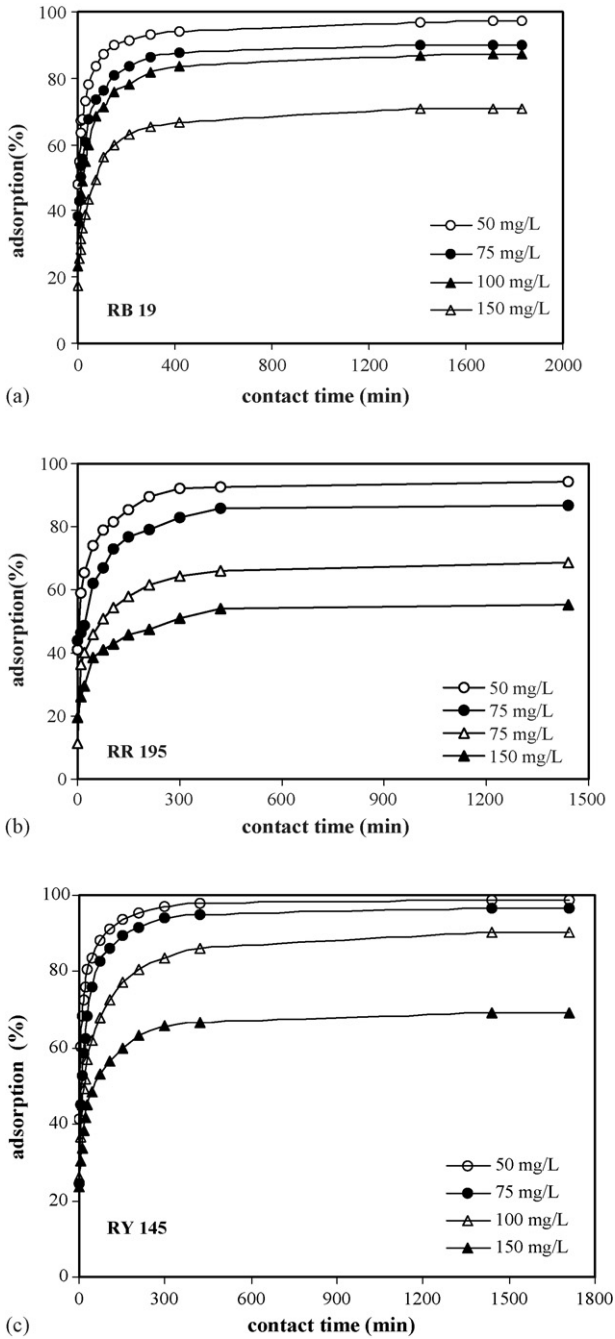 100
80
60
40
20
0
adsorption(%)
50 mg/L
75 mg/L
100 mg/L
150 mg/L
RB 19
0 400 800 1200 1600 2000
(a)
contact time (min)
100
80
60
40
20
0
adsorption(%)
50 mg/L
75 mg/L
75 mg/L
150 mg/L
RR 195
0 300 600 900 1200 1500
(b)
contact time (min)
100
80
60
40
20
0
adsorption (%)
50 mg/L
75 mg/L
100 mg/L
150 mg/L
RY 145
0 300 600 900 1200 1500 1800
(c)
contact time (min)